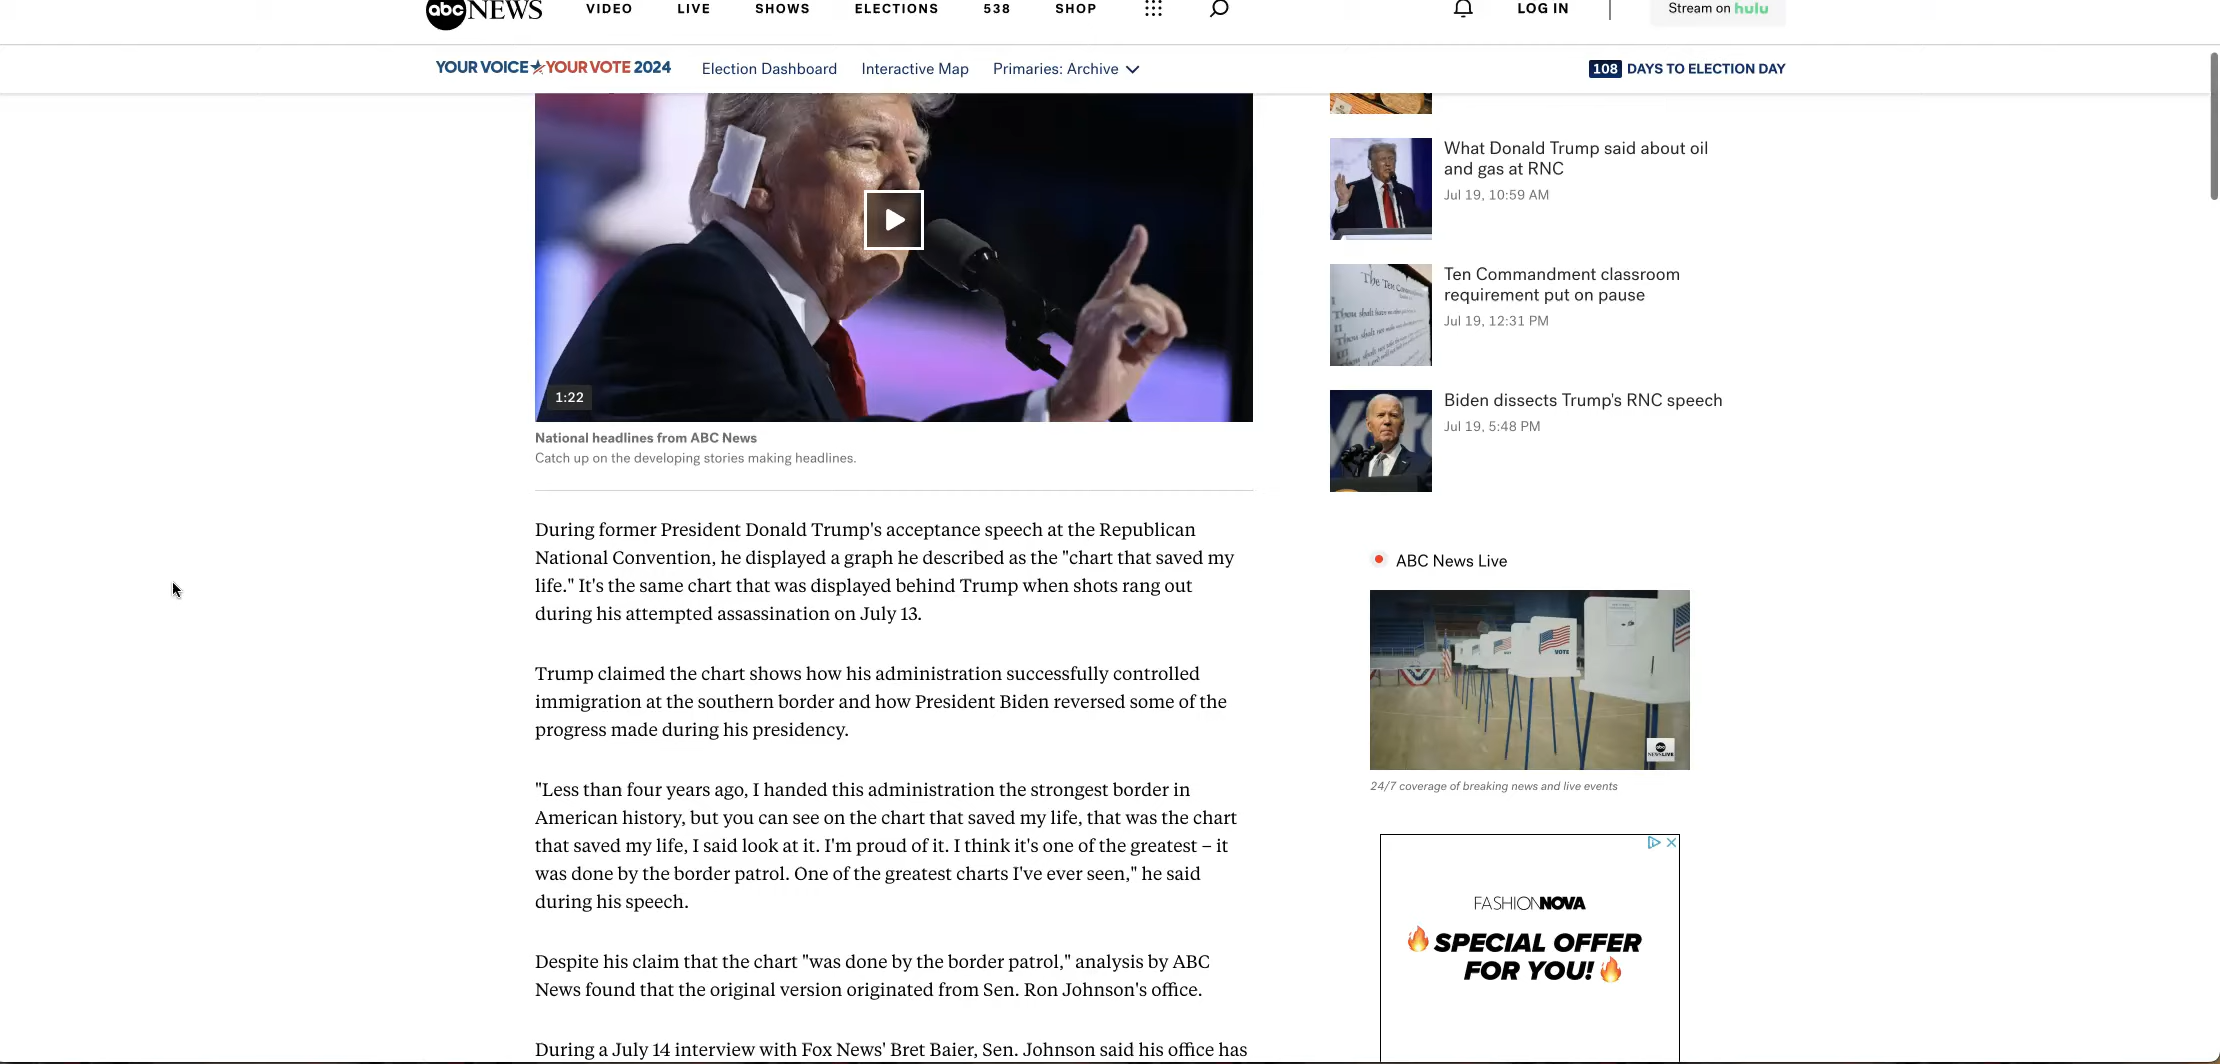 abc NEWS
VIDEO
LIVE
SHOWS
ELECTIONS
538
SHOP
LOG IN
Stream on hulu
YOUR VOICE YOUR VOTE 2024
Election Dashboard
Interactive Map
Primaries: Archive
108 DAYS TO ELECTION DAY
1:22
National headlines from ABC News
Catch up on the developing stories making headlines.
During former President Donald Trump's acceptance speech at the Republican
National Convention, he displayed a graph he described as the "chart that saved my
life." It's the same chart that was displayed behind Trump when shots rang out
during his attempted assassination on July 13.
Trump claimed the chart shows how his administration successfully controlled
immigration at the southern border and how President Biden reversed some of the
progress made during his presidency.
"Less than four years ago, I handed this administration the strongest border in
American history, but you can see on the chart that saved my life, that was the chart
that saved my life, I said look at it. I'm proud of it. I think it's one of the greatest – it
was done by the border patrol. One of the greatest charts I've ever seen," he said
during his speech.
Despite his claim that the chart "was done by the border patrol," analysis by ABC
News found that the original version originated from Sen. Ron Johnson's office.
During a July 14 interview with Fox News' Bret Baier, Sen. Johnson said his office has
What Donald Trump said about oil
and gas at RNC
Jul 19, 10:59 AM
The Ten Commandments
Ten Commandment classroom
requirement put on pause
Jul 19, 12:31 PM
Biden dissects Trump's RNC speech
Jul 19, 5:48 PM
ABC News Live
VOTE
abc
NEWS LIVE
24/7 coverage of breaking news and live events
FASHIONNOVA
SPECIAL OFFER
FOR YOU!